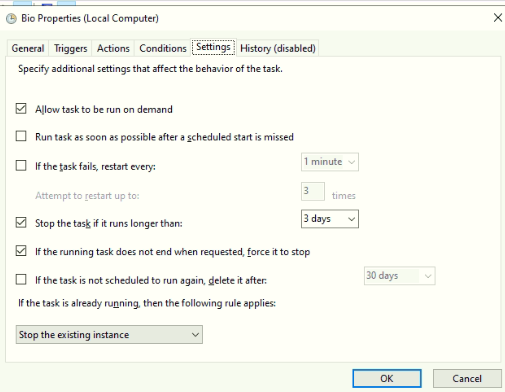 Bio Properties (Local Computer)
General Triggers Actions Conditions Settings History (disabled)
Specify additional settings that affect the behavior of the task.
Allow task to be run on demand
Run task as soon as possible after a scheduled start is missed
If the task fails, restart every: 1 minute
Attempt to restart up to: 3 times
Stop the task if it runs longer than: 3 days
If the running task does not end when requested, force it to stop
If the task is not scheduled to run again, delete it after: 30 days
If the task is already running, then the following rule applies:
Stop the existing instance
OK Cancel